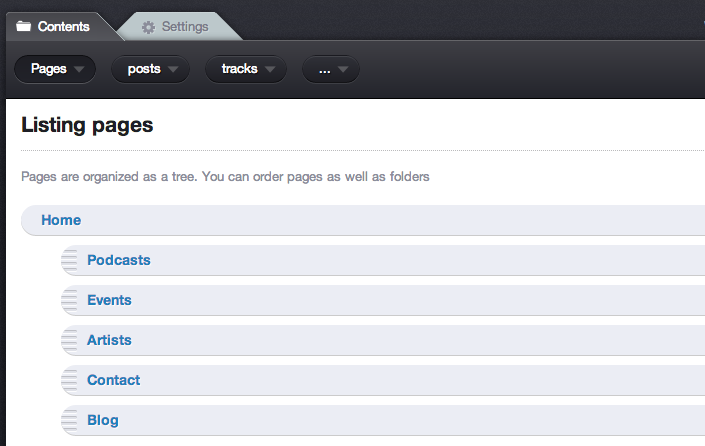 Contents Settings
Pages posts tracks ...
Listing pages
Pages are organized as a tree. You can order pages as well as folders
Home
Podcasts
Events
Artists
Contact
Blog